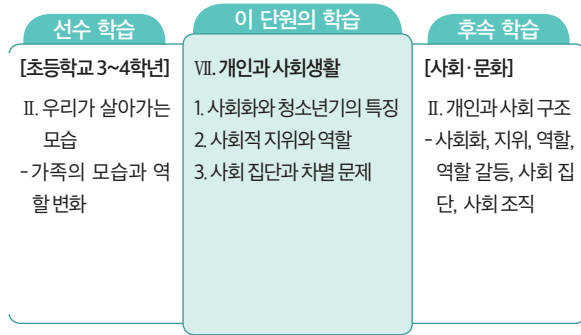 선수 학습
[초등학교 3~4학년]
Ⅱ. 우리가 살아가는
모습
- 가족의 모습과 역
할 변화
이 단원의 학습
Ⅶ. 개인과 사회생활
1. 사회화와 청소년기의 특징
2. 사회적 지위와 역할
3. 사회 집단과 차별 문제
후속 학습
[사회·문화]
Ⅱ. 개인과 사회 구조
- 사회화, 지위, 역할,
역할 갈등, 사회 집
단, 사회 조직